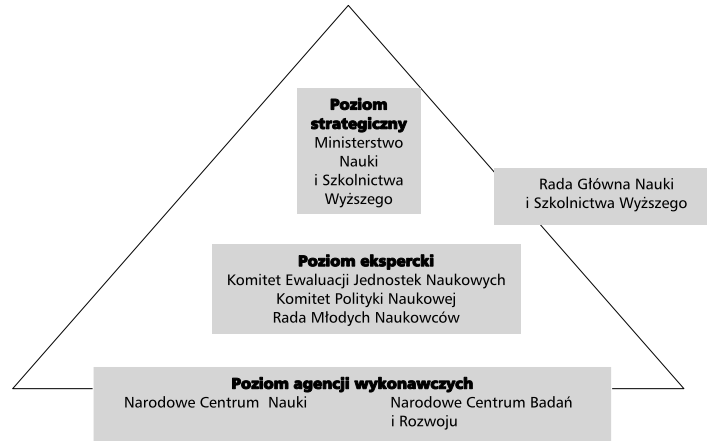 Poziom
strategiczny
Ministerstwo
Nauki
i Szkolnictwa
Wyższego
Rada Główna Nauki
i Szkolnictwa Wyższego
Poziom ekspercki
Komitet Ewaluacji Jednostek Naukowych
Komitet Polityki Naukowej
Rada Młodych Naukowców
Poziom agencji wykonawczych
Narodowe Centrum Nauki
Narodowe Centrum Badań
i Rozwoju